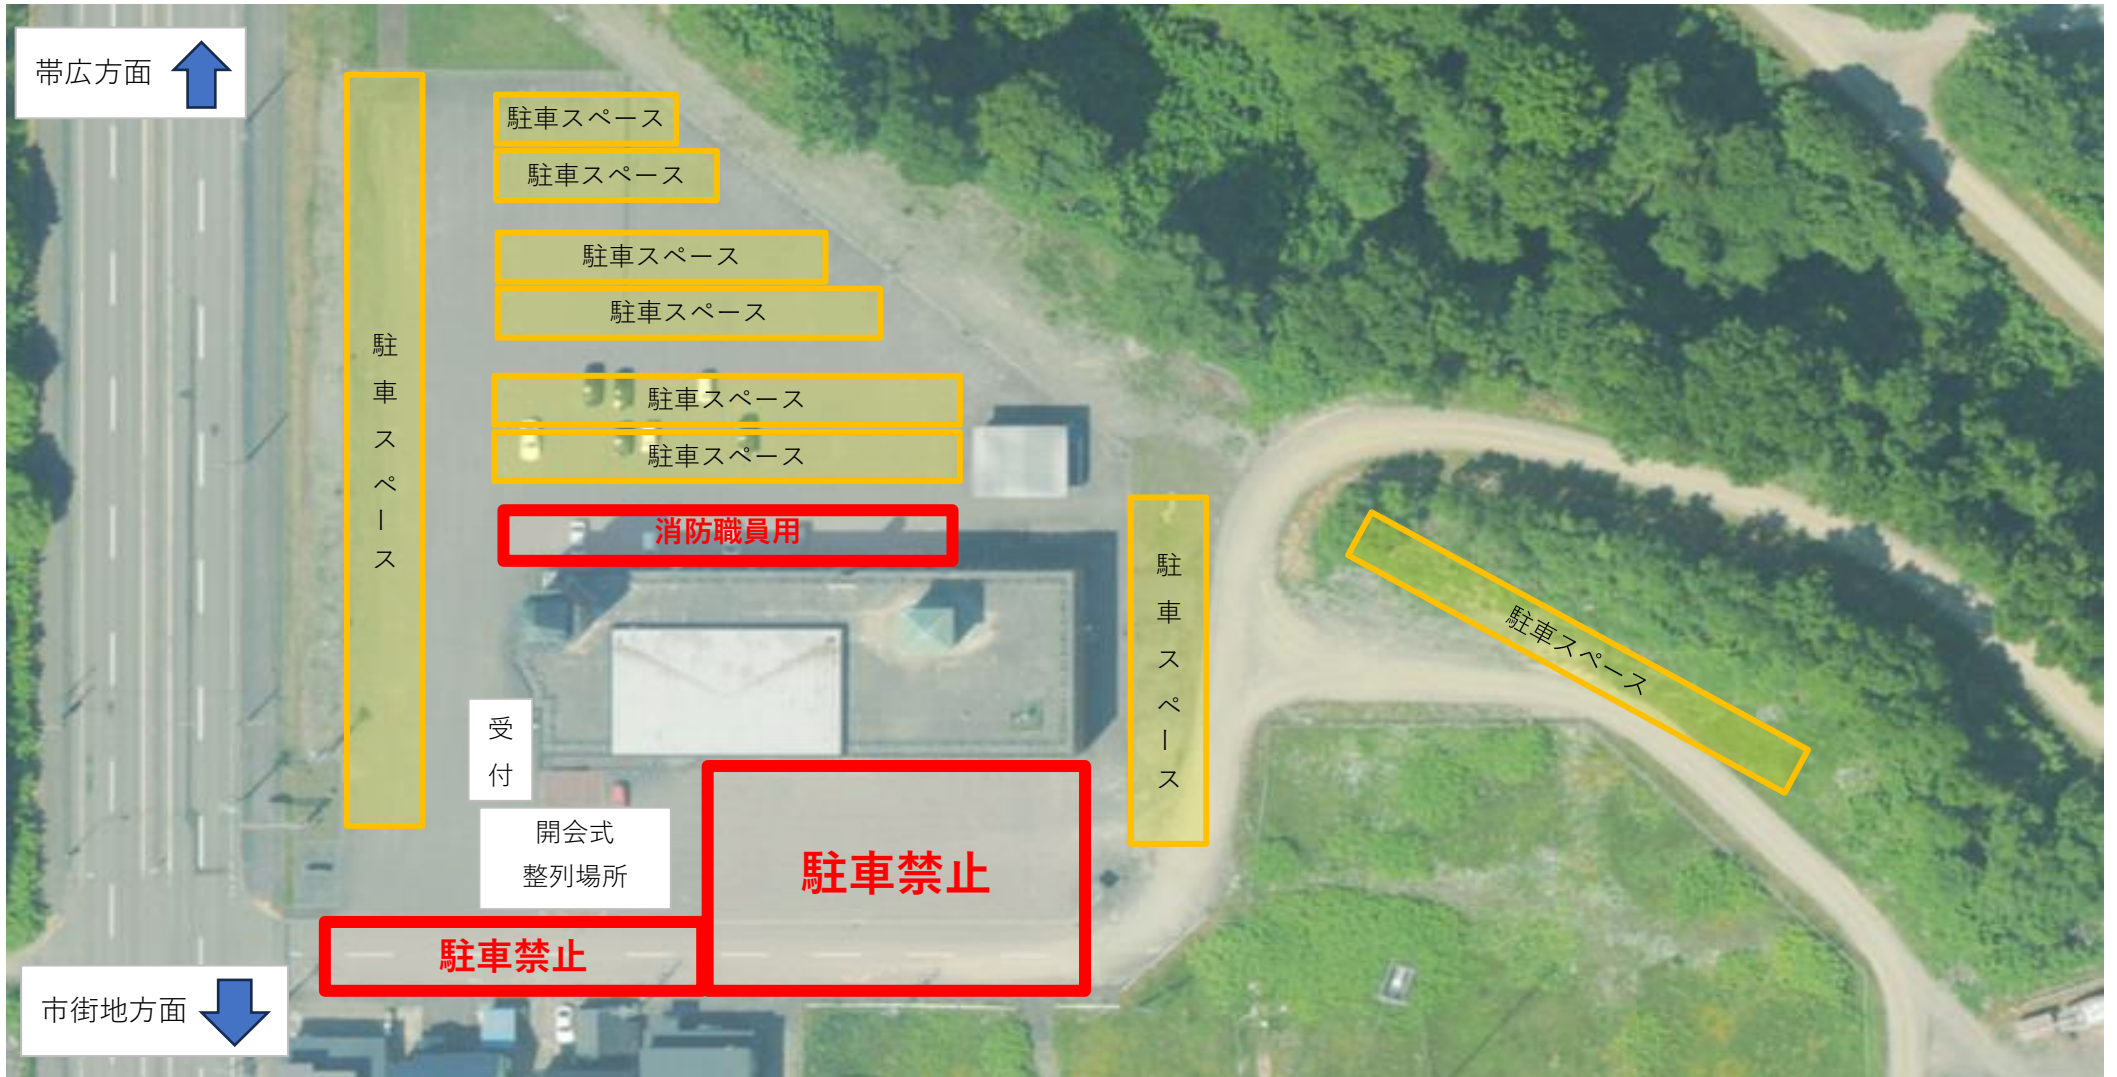 帯広方面
駐車スペース
駐車スペース
駐車スペース
駐車スペース
駐車スペース
駐車スペース
駐車スペース
消防職員用
駐車スペース
駐車スペース
受付
開会式
整列場所
駐車禁止
駐車禁止
市街地方面